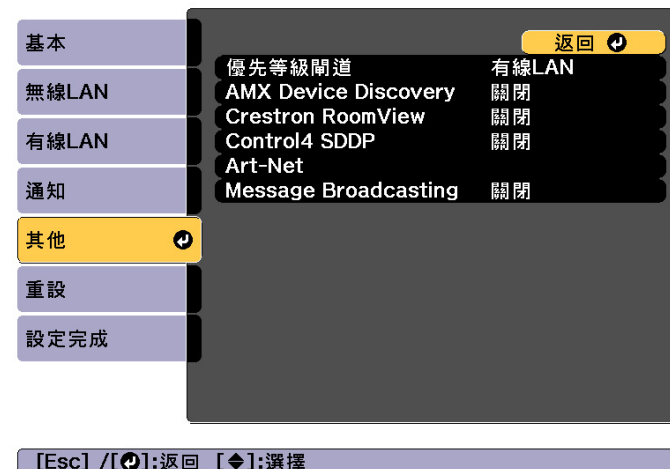 基本
無線LAN
有線LAN
通知
其他
重設
設定完成
返回
優先等級閘道 有線LAN
AMX Device Discovery 關閉
Crestron RoomView 關閉
Control4 SDDP 關閉
Art-Net
Message Broadcasting 關閉
[Esc] /[⏎]:返回 [◆]:選擇